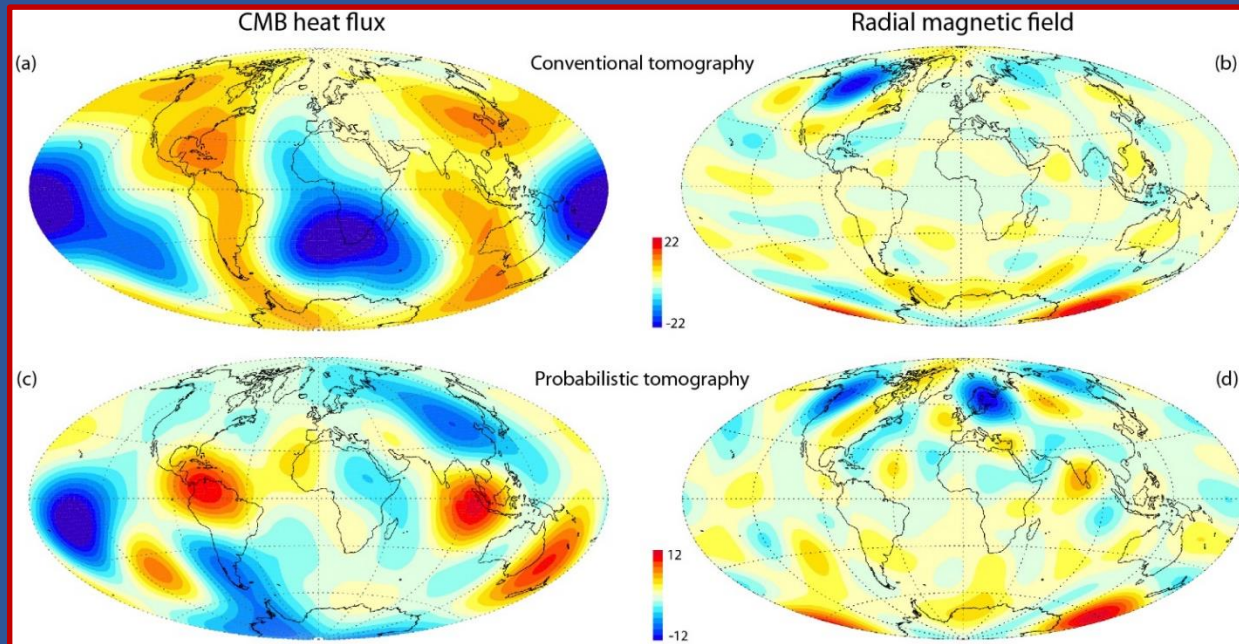 CMB heat flux
Radial magnetic field
(a)
Conventional tomography
(b)
22
-22
(c)
Probabilistic tomography
(d)
12
-12